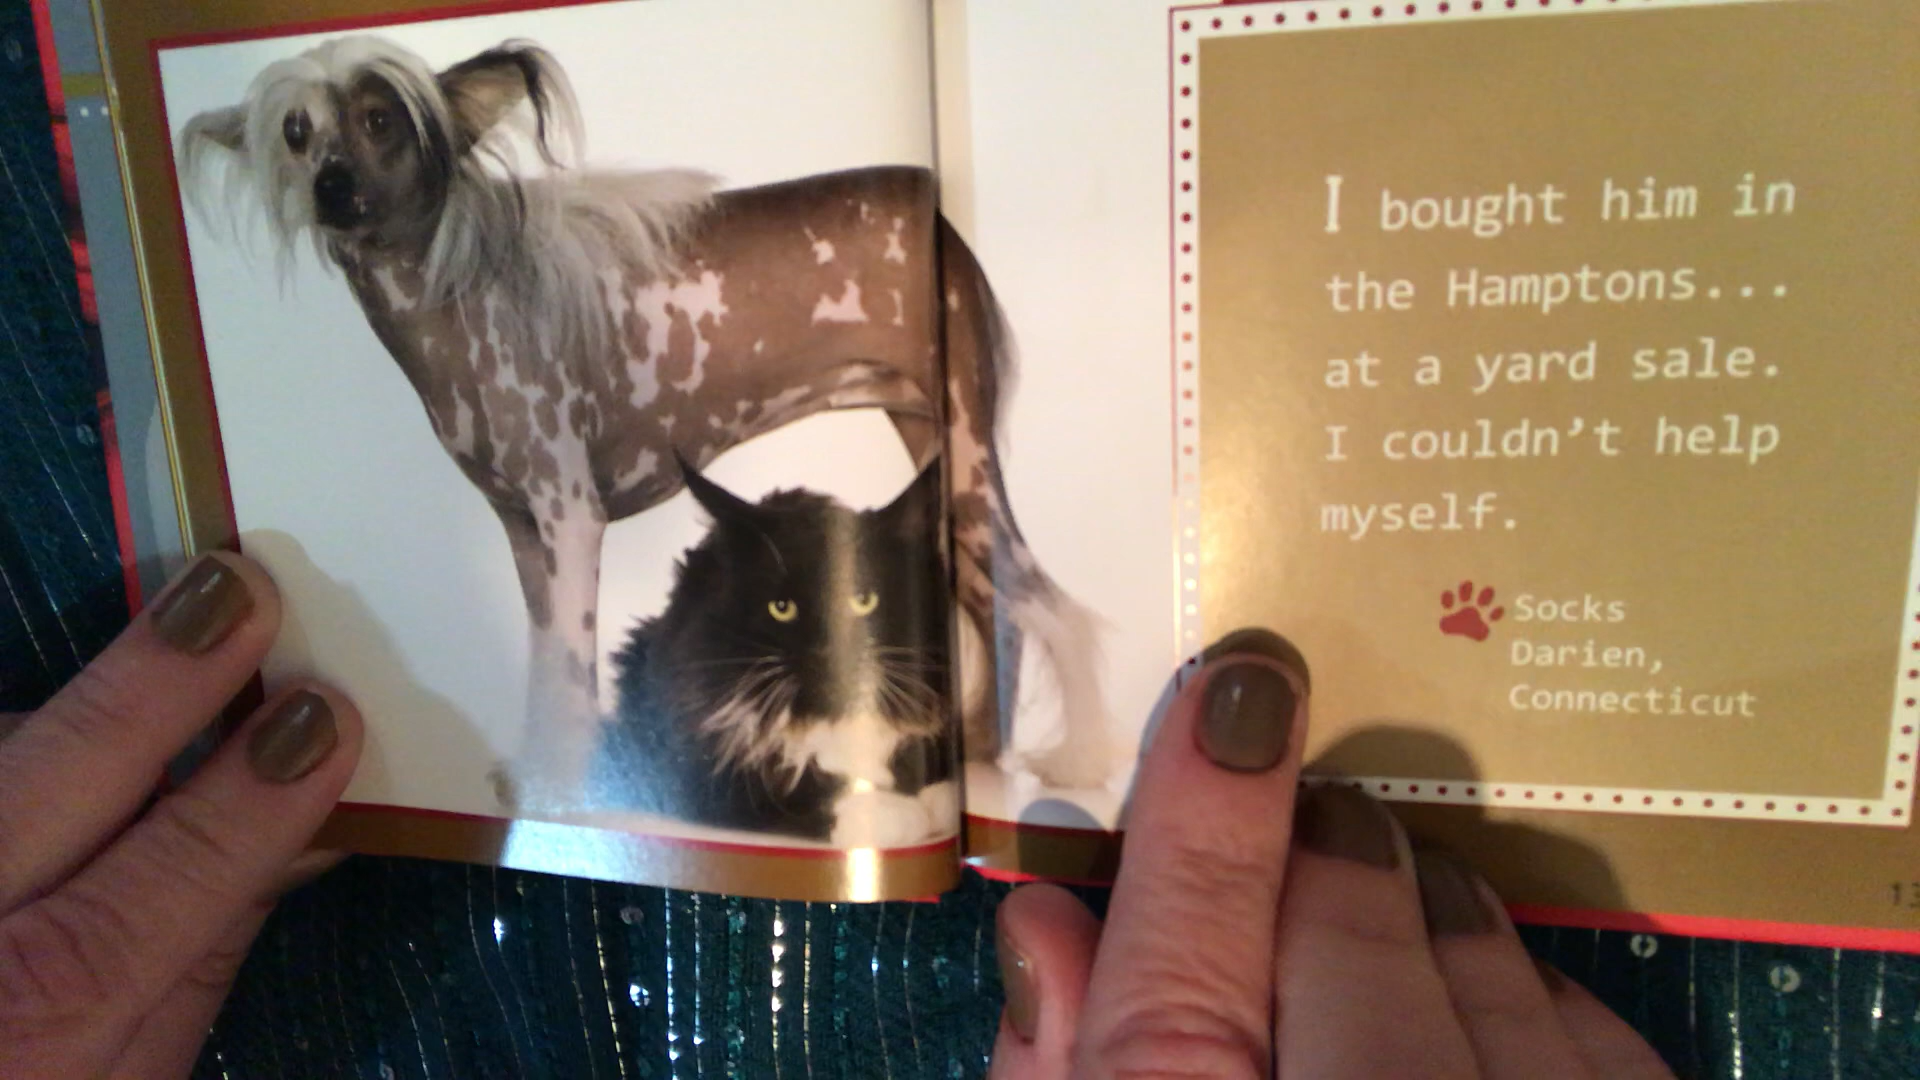 I bought him in
the Hamptons...
at a yard sale.
I couldn't help
myself.
Socks
Darien,
Connecticut